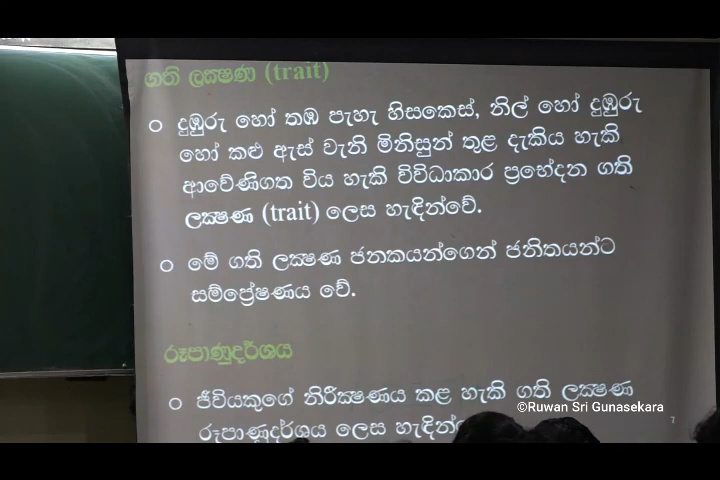 ගති ලක්‍ෂණ (trait)
දුඹුරු හෝ තඹ පැහැ හිසකෙස්, නිල් හෝ දුඹුරු
හෝ කළු ඇස් වැනි මිනිසුන් තුළ දැකිය හැකි
ආවේණිගත විය හැකි විවිධාකාර ප්‍රභේදන ගති
ලක්‍ෂණ (trait) ලෙස හැඳින්වේ.
මේ ගති ලක්‍ෂණ ජනකයන්ගෙන් ජනිතයන්ට
සම්ප්‍රේෂණය වේ.
රූපාණුදර්ශය
ජීවියකුගේ නිරීක්‍ෂණය කළ හැකි ගති ලක්‍ෂණ
©Ruwan Sri Gunasekara
7
රූපාණුදර්ශය ලෙස